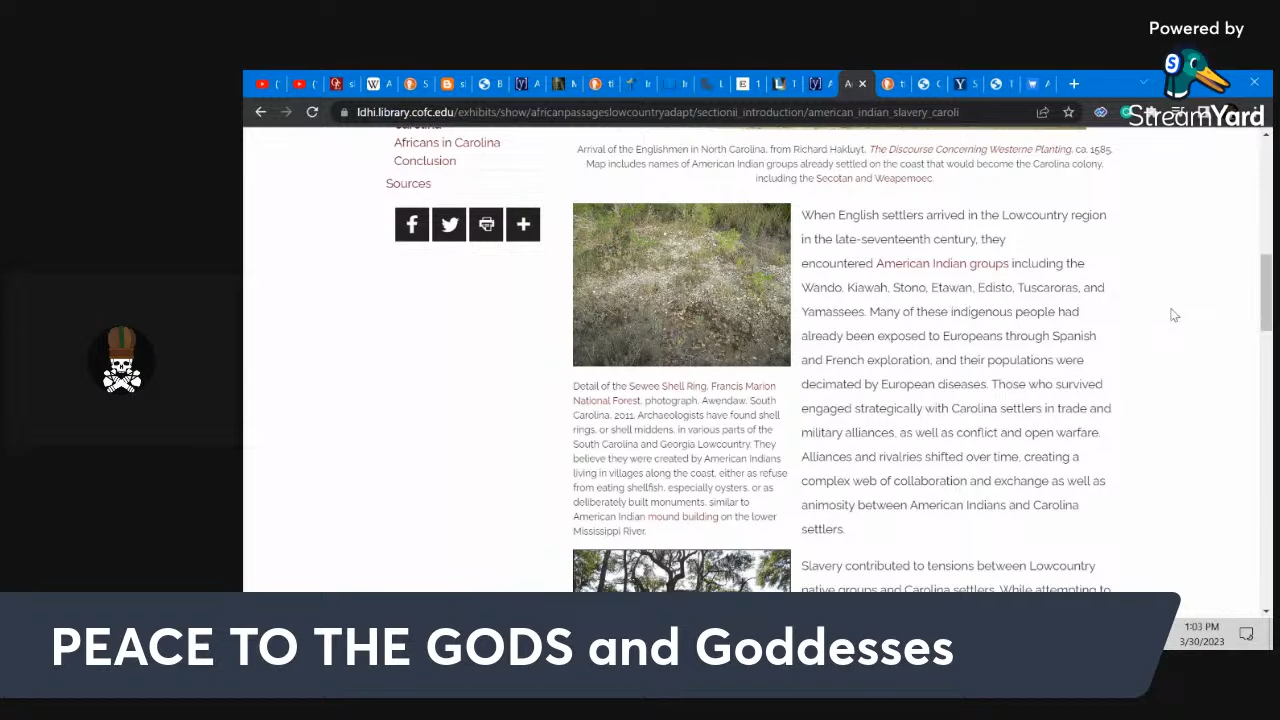 Powered by
StreamYard
ldhi.library.cofc.edu/exhibits/show/africanpassageslowcountryadapt/sectionii_introduction/american_indian_slavery_caroli
Africans in Carolina
Conclusion
Sources
Arrival of the Englishmen in North Carolina, from Richard Hakluyt, The Discourse Concerning Westerne Planting, ca. 1585.
Map includes names of American Indian groups already settled on the coast that would become the Carolina colony,
including the Secotan and Weapemoec.
Detail of the Sewee Shell Ring, Francis Marion
National Forest, photograph, Awendaw, South
Carolina, 2011. Archaeologists have found shell
rings, or shell middens, in various parts of the
South Carolina and Georgia Lowcountry. They
believe they were created by American Indians
living in villages along the coast, either as refuse
from eating shellfish, especially oysters, or as
deliberately built monuments, similar to
American Indian mound building on the lower
Mississippi River.
When English settlers arrived in the Lowcountry region
in the late-seventeenth century, they
encountered American Indian groups including the
Wando, Kiawah, Stono, Etawan, Edisto, Tuscaroras, and
Yamassees. Many of these indigenous people had
already been exposed to Europeans through Spanish
and French exploration, and their populations were
decimated by European diseases. Those who survived
engaged strategically with Carolina settlers in trade and
military alliances, as well as conflict and open warfare.
Alliances and rivalries shifted over time, creating a
complex web of collaboration and exchange as well as
animosity between American Indians and Carolina
settlers.
Slavery contributed to tensions between Lowcountry
native groups and Carolina settlers. While attempting to
1:03 PM
3/30/2023
PEACE TO THE GODS and Goddesses